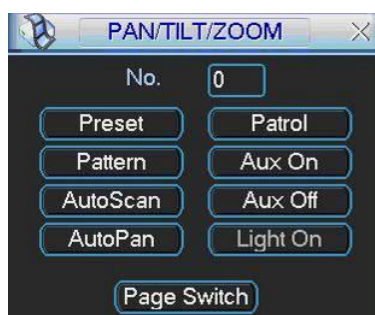 PAN/TILT/ZOOM
No. 0
Preset Patrol
Pattern Aux On
AutoScan Aux Off
AutoPan Light On
Page Switch